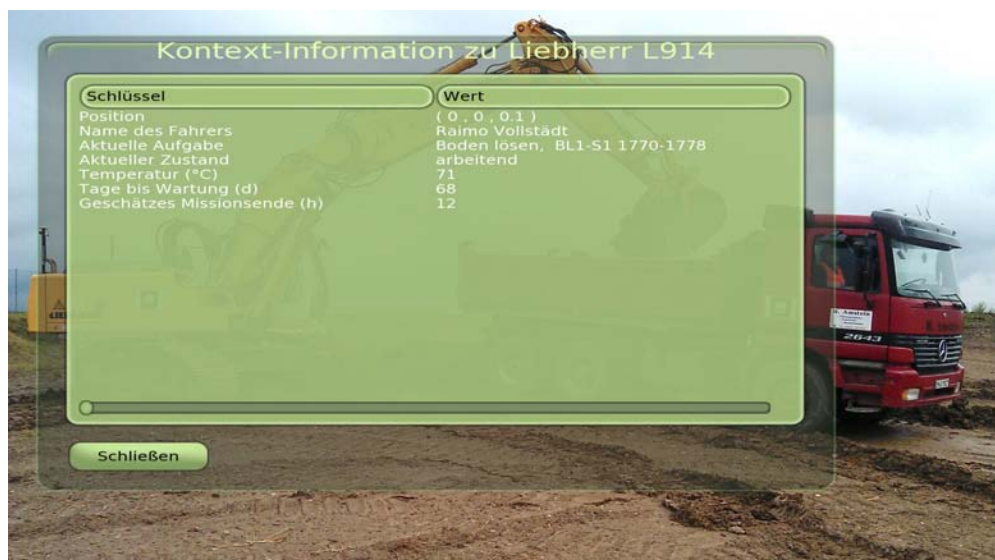 Kontext-Information zu Liebherr L914
Schlüssel Wert
Position ( 0 , 0 , 0.1 )
Name des Fahrers Raimo Vollstädt
Aktuelle Aufgabe Boden lösen, BL1-S1 1770-1778
Aktueller Zustand arbeitend
Temperatur (°C) 71
Tage bis Wartung (d) 68
Geschätzes Missionsende (h) 12
2643
Schließen